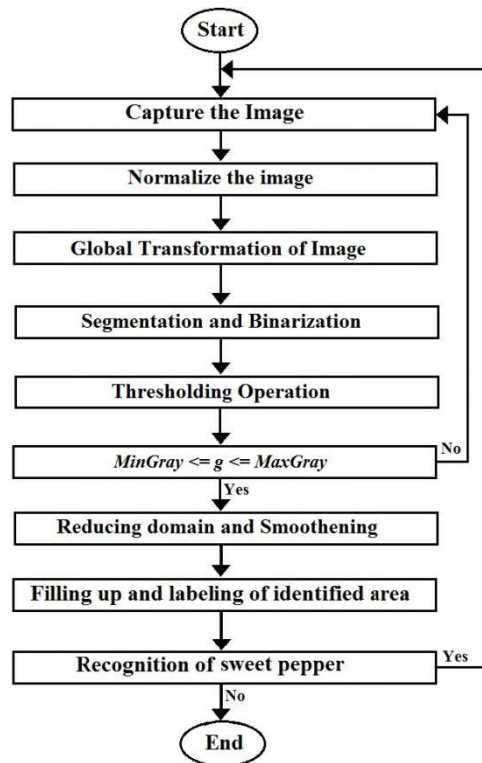 Start
Capture the Image
Normalize the image
Global Transformation of Image
Segmentation and Binarization
Thresholding Operation
MinGray <= g <= MaxGray
No
Yes
Reducing domain and Smoothening
Filling up and labeling of identified area
Recognition of sweet pepper
Yes
No
End